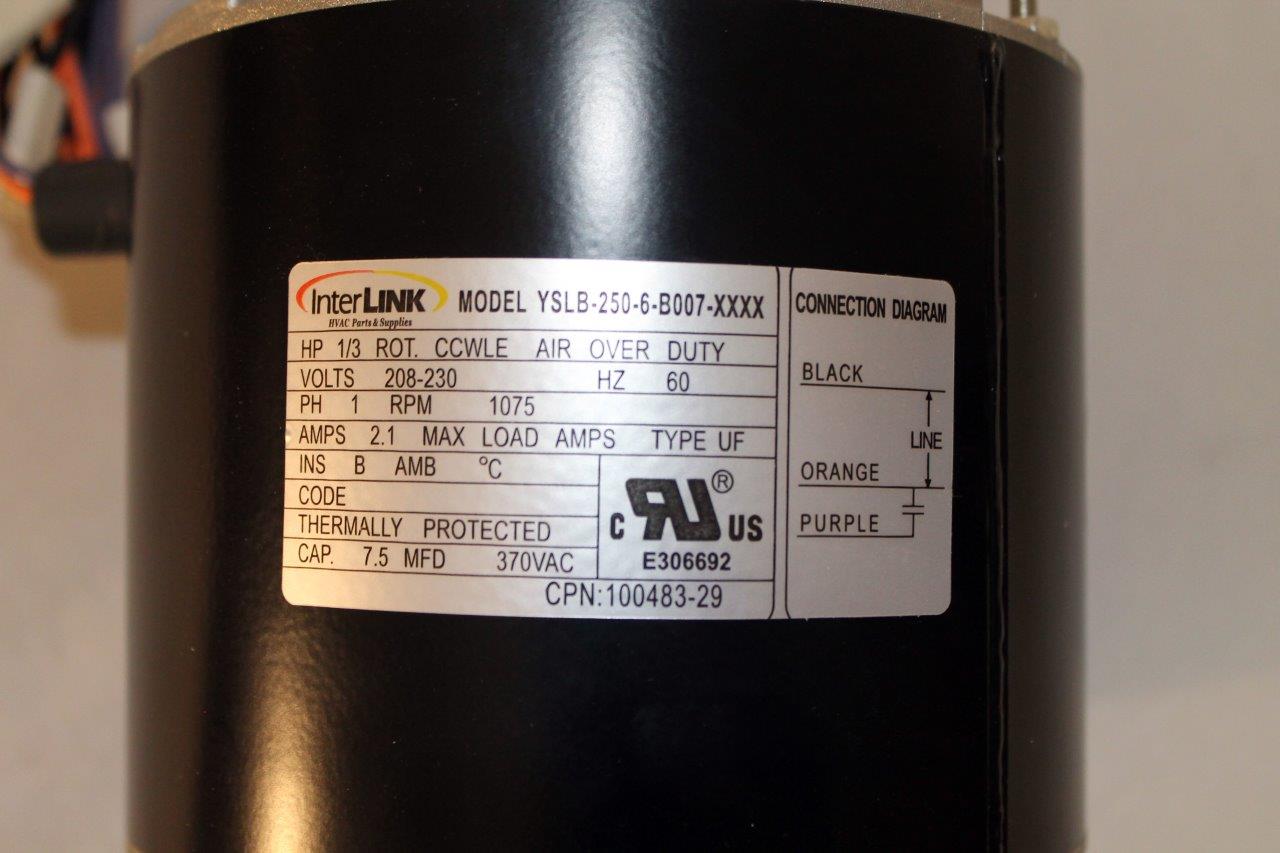 InterLINK MODEL YSLB-250-6-B007-XXXX
HVAC Parts & Supplies
HP 1/3 ROT. CCWLE AIR OVER DUTY
VOLTS 208-230 HZ 60
PH 1 RPM 1075
AMPS 2.1 MAX LOAD AMPS TYPE UF
INS B AMB °C
CODE
THERMALLY PROTECTED
CAP. 7.5 MFD 370VAC
C RU® US
E306692
CPN:100483-29
CONNECTION DIAGRAM
BLACK
LINE
ORANGE
PURPLE